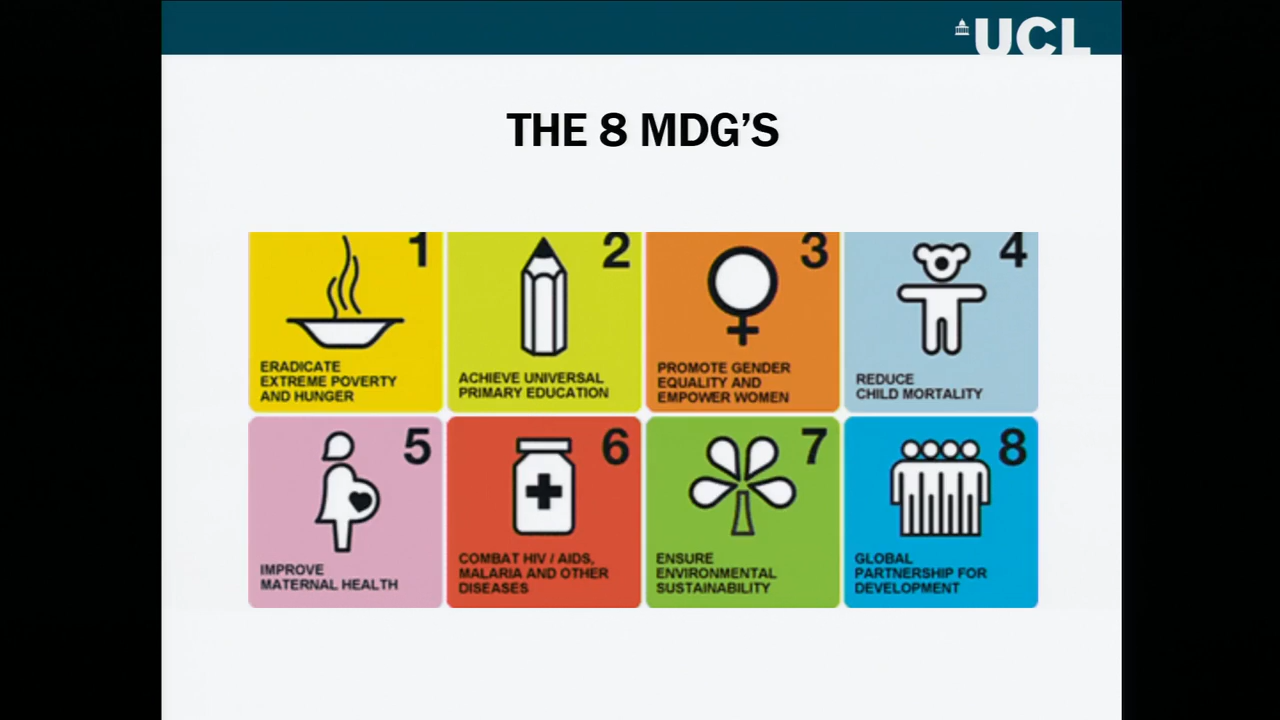 UCL
THE 8 MDG’S
1
ERADICATE
EXTREME POVERTY
AND HUNGER
2
ACHIEVE UNIVERSAL
PRIMARY EDUCATION
3
PROMOTE GENDER
EQUALITY AND
EMPOWER WOMEN
4
REDUCE
CHILD MORTALITY
5
IMPROVE
MATERNAL HEALTH
6
COMBAT HIV / AIDS,
MALARIA AND OTHER
DISEASES
7
ENSURE
ENVIRONMENTAL
SUSTAINABILITY
8
GLOBAL
PARTNERSHIP FOR
DEVELOPMENT